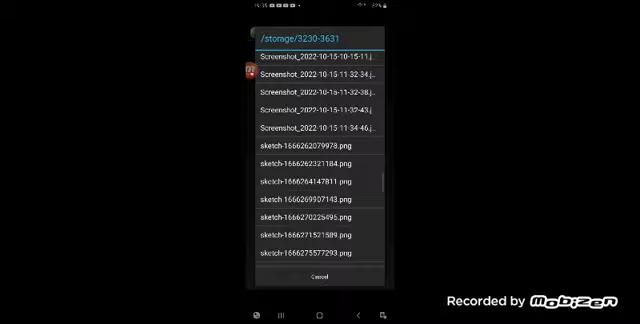 /storage/3230-3631
Screenshot_2022-10-15-10-15-11.j
Screenshot_2022-10-15-11-32-34.j..
Screenshot_2022-10-15-11-32-38.j..
Screenshot_2022-10-15-11-32-43.j
Screenshot_2022-10-15-11-34-46.j..
sketch-1666262079978.png
sketch-1666262321184.png
sketch-1666264147811.png
sketch-1666269907143.png
sketch-1666270225495.png
sketch-1666271521589.png
sketch-1666275577293.png
Cancel
Recorded by Mobizen